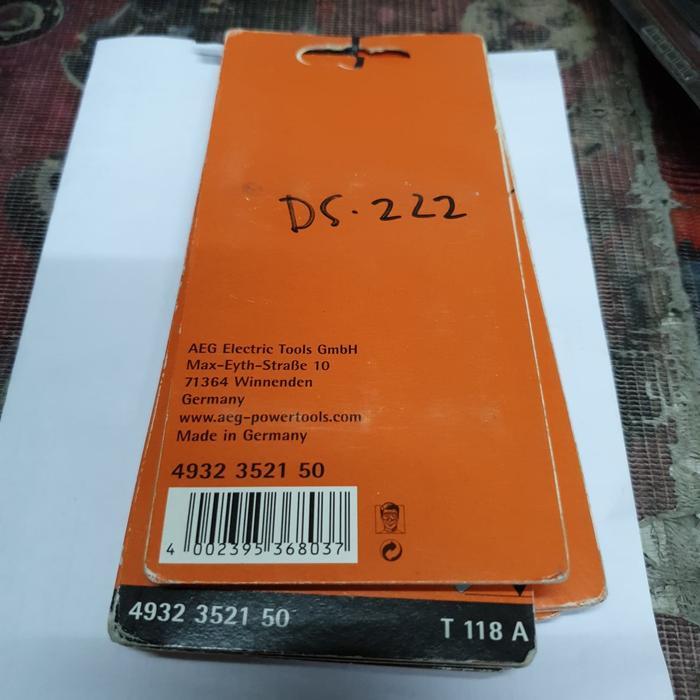 DS.222
AEG Electric Tools GmbH
Max-Eyth-Straße 10
71364 Winnenden
Germany
www.aeg-powertools.com
Made in Germany
4932 3521 50
4 002395 368037
4932 3521 50
T 118 A